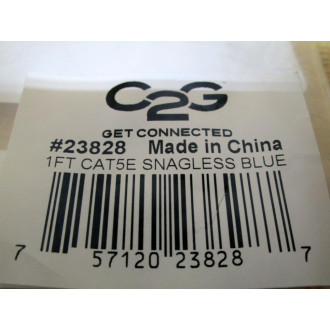 C2G
GET CONNECTED
#23828 Made in China
1FT CAT5E SNAGLESS BLUE
7 57120 23828 7